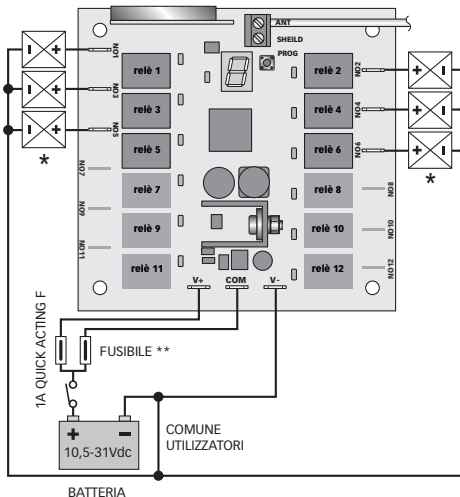 ANT
SHEILD
PROG
- +
NO1
relè 1
relè 2
NO2
+ -
- +
NO3
relè 3
relè 4
NO4
+ -
- +
NO5
relè 5
relè 6
NO6
+ -
*
*
NO7
relè 7
relè 8
NO8
NO9
relè 9
relè 10
NO10
NO11
relè 11
relè 12
NO12
V+
COM
V-
1A QUICK ACTING F
FUSIBILE **
+ -
10,5-31Vdc
COMUNE
UTILIZZATORI
BATTERIA